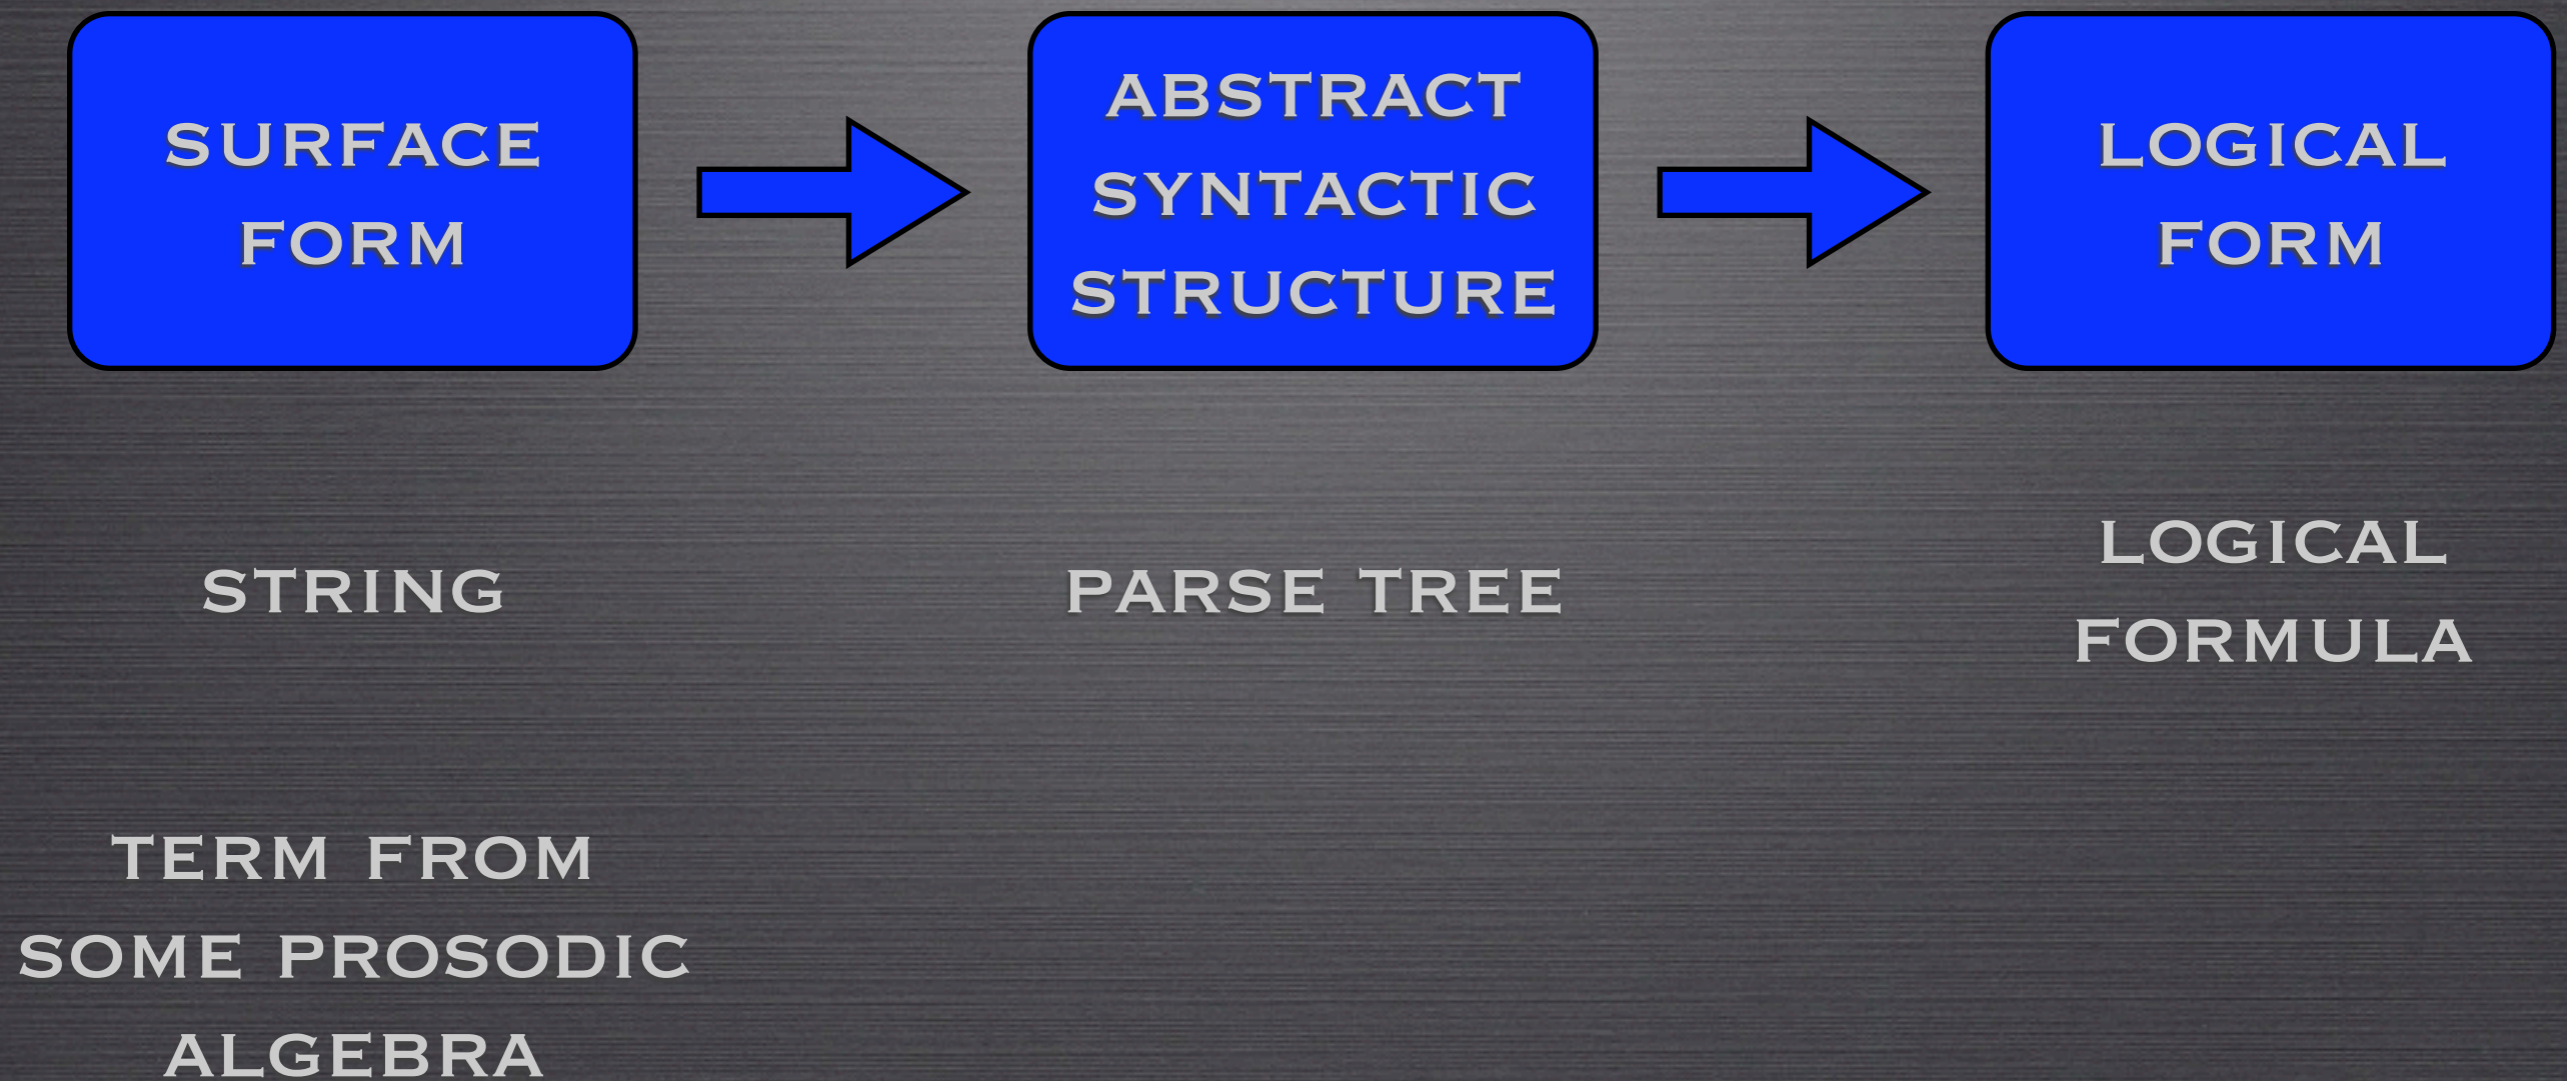 SURFACE
FORM
ABSTRACT
SYNTACTIC
STRUCTURE
LOGICAL
FORM
STRING
PARSE TREE
LOGICAL
FORMULA
TERM FROM
SOME PROSODIC
ALGEBRA